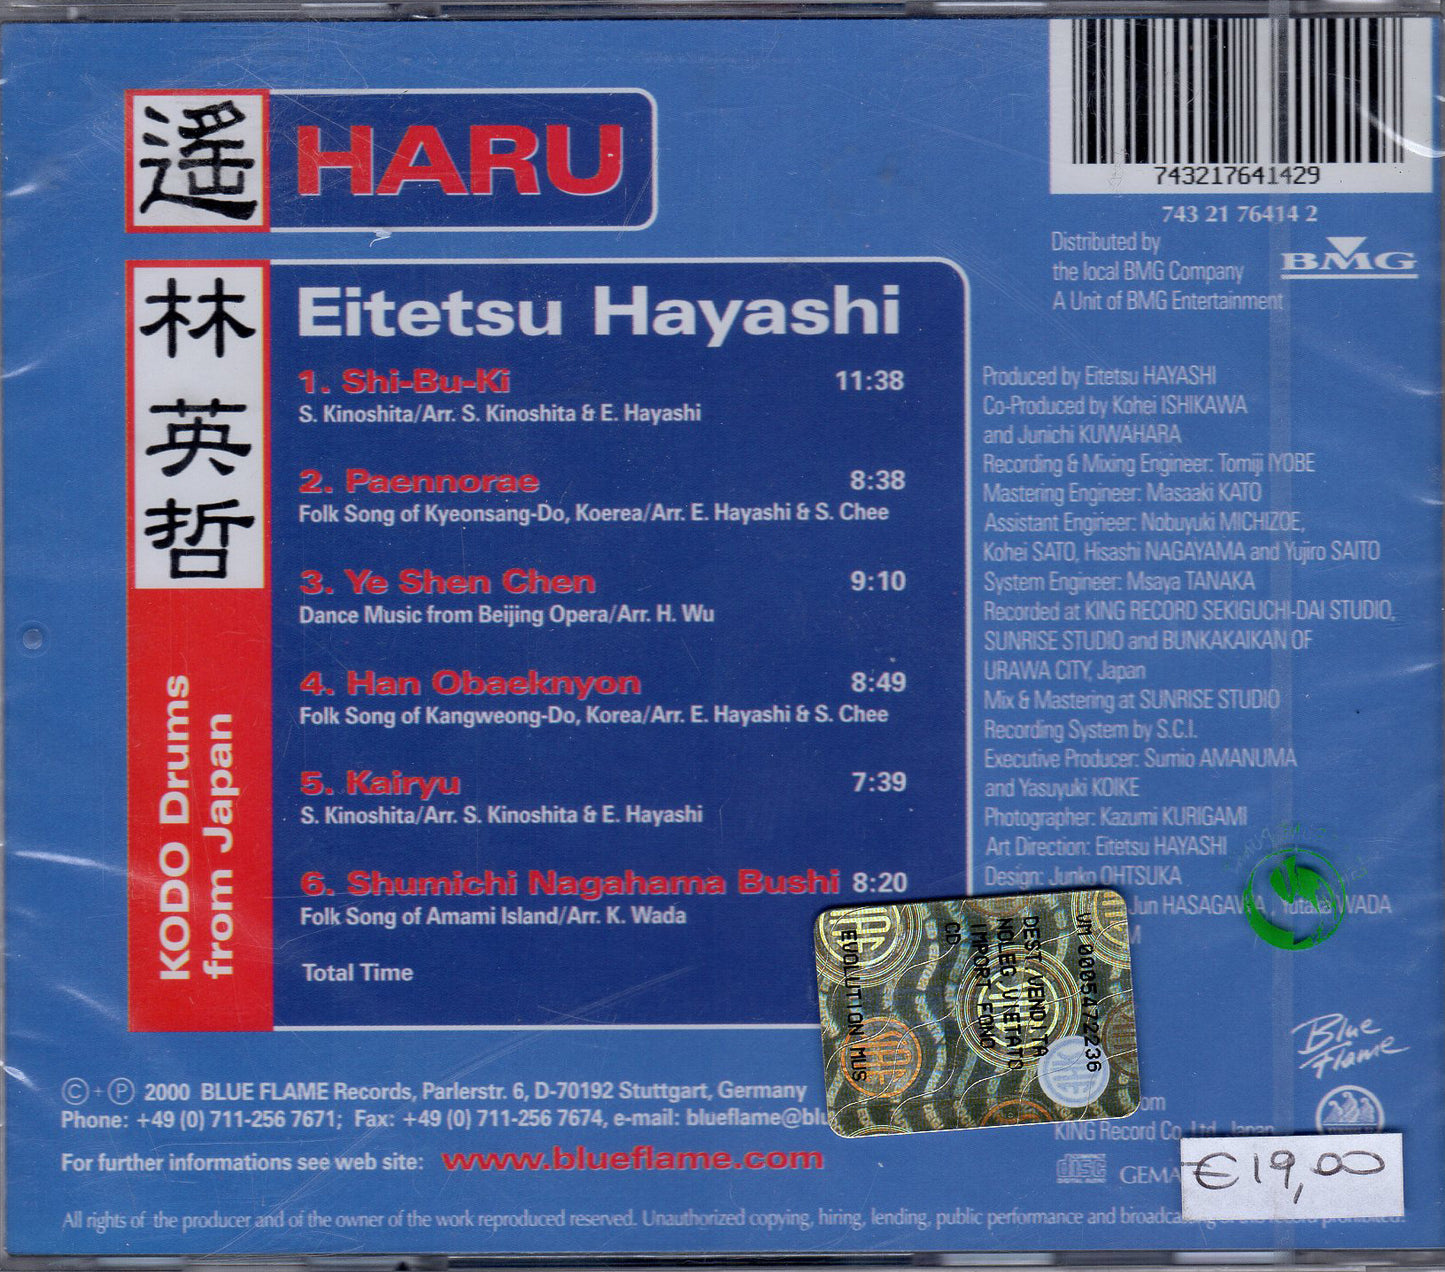 遙
HARU
林
英
哲
KODO Drums
from Japan
Eitetsu Hayashi
1. Shi-Bu-Ki 11:38
S. Kinoshita/Arr. S. Kinoshita & E. Hayashi
2. Paennorae 8:38
Folk Song of Kyeonsang-Do, Koerea/Arr. E. Hayashi & S. Chee
3. Ye Shen Chen 9:10
Dance Music from Beijing Opera/Arr. H. Wu
4. Han Obaeknyon 8:49
Folk Song of Kangweong-Do, Korea/Arr. E. Hayashi & S. Chee
5. Kairyu 7:39
S. Kinoshita/Arr. S. Kinoshita & E. Hayashi
6. Shumichi Nagahama Bushi 8:20
Folk Song of Amami Island/Arr. K. Wada
Total Time
743217641429
743 21 76414 2
Distributed by
the local BMG Company
A Unit of BMG Entertainment
BMG
Produced by Eitetsu HAYASHI
Co-Produced by Kohei ISHIKAWA
and Junichi KUWAHARA
Recording & Mixing Engineer: Tomiji IYOBE
Mastering Engineer: Masaaki KATO
Assistant Engineer: Nobuyuki MICHIZOE,
Kohei SATO, Hisashi NAGAYAMA and Yujiro SAITO
System Engineer: Msaya TANAKA
Recorded at KING RECORD SEKIGUCHI-DAI STUDIO,
SUNRISE STUDIO and BUNKAKAIKAN OF
URAWA CITY, Japan
Mix & Mastering at SUNRISE STUDIO
Recording System by S.C.I.
Executive Producer: Sumio AMANUMA
and Yasuyuki KOIKE
Photographer: Kazumi KURIGAMI
Art Direction: Eitetsu HAYASHI
Design: Junko OHTSUKA
Jun HASAGAWA, Yutaka WADA
VM 0005472236
DEST.VENDITA
NOLEG.VIETATO
IMPORT. FONO
CD
EVOLUTION MUS
Blue
Flame
KING Record Co. Ltd. Japan
COMPACT
disc
DIGITAL AUDIO
GEMA
€19,00
© + ℗ 2000 BLUE FLAME Records, Parlerstr. 6, D-70192 Stuttgart, Germany
Phone: +49 (0) 711-256 7671; Fax: +49 (0) 711-256 7674, e-mail: blueflame@blu
For further informations see web site: www.blueflame.com
All rights of the producer and of the owner of the work reproduced reserved. Unauthorized copying, hiring, lending, public performance and broadcasting of the record prohibited.